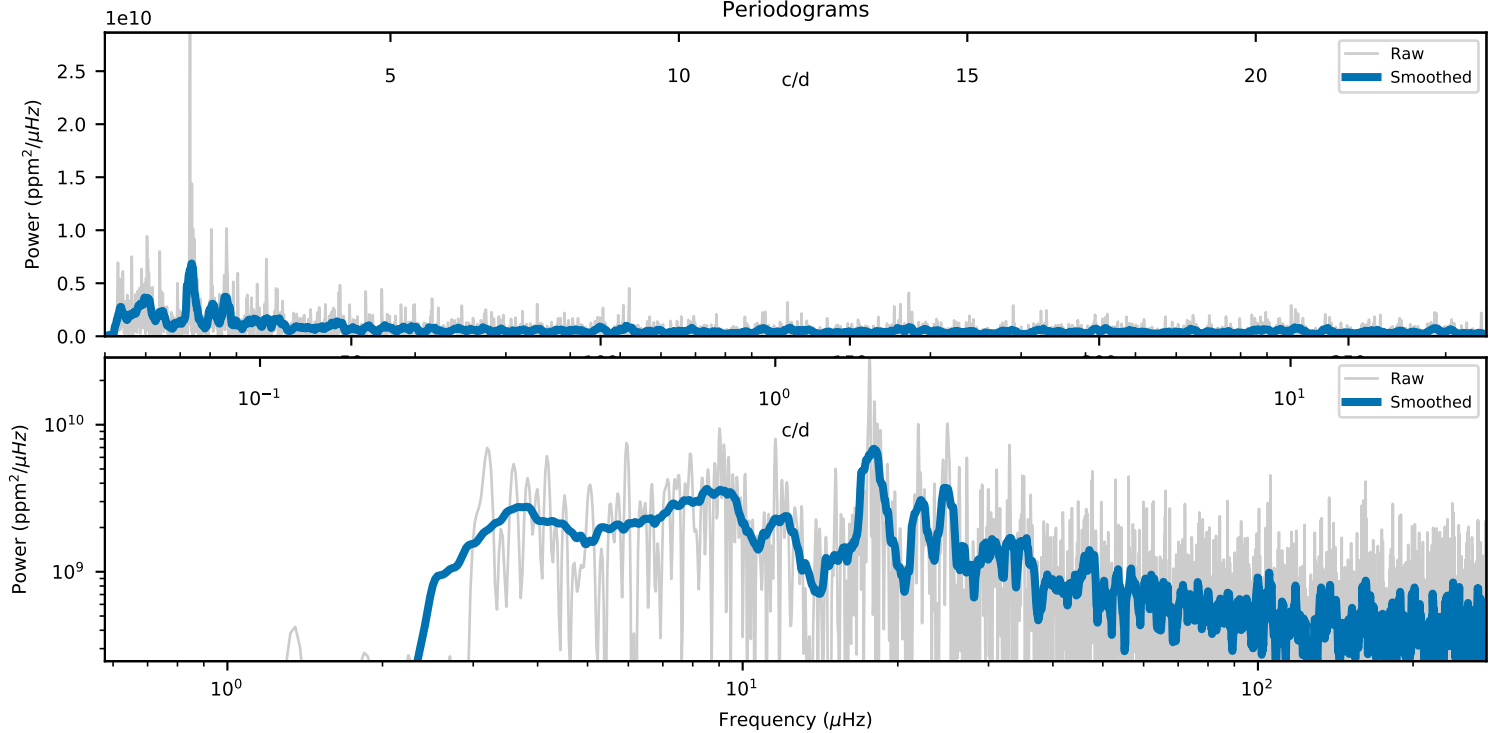 Periodograms
1e10
Power (ppm²/μHz)
2.5
2.0
1.5
1.0
0.5
0.0
5
10
15
20
c/d
Raw
Smoothed
Power (ppm²/μHz)
10¹⁰
10⁹
10⁻¹
10⁰
10¹
c/d
Raw
Smoothed
10⁰
10¹
10²
Frequency (μHz)